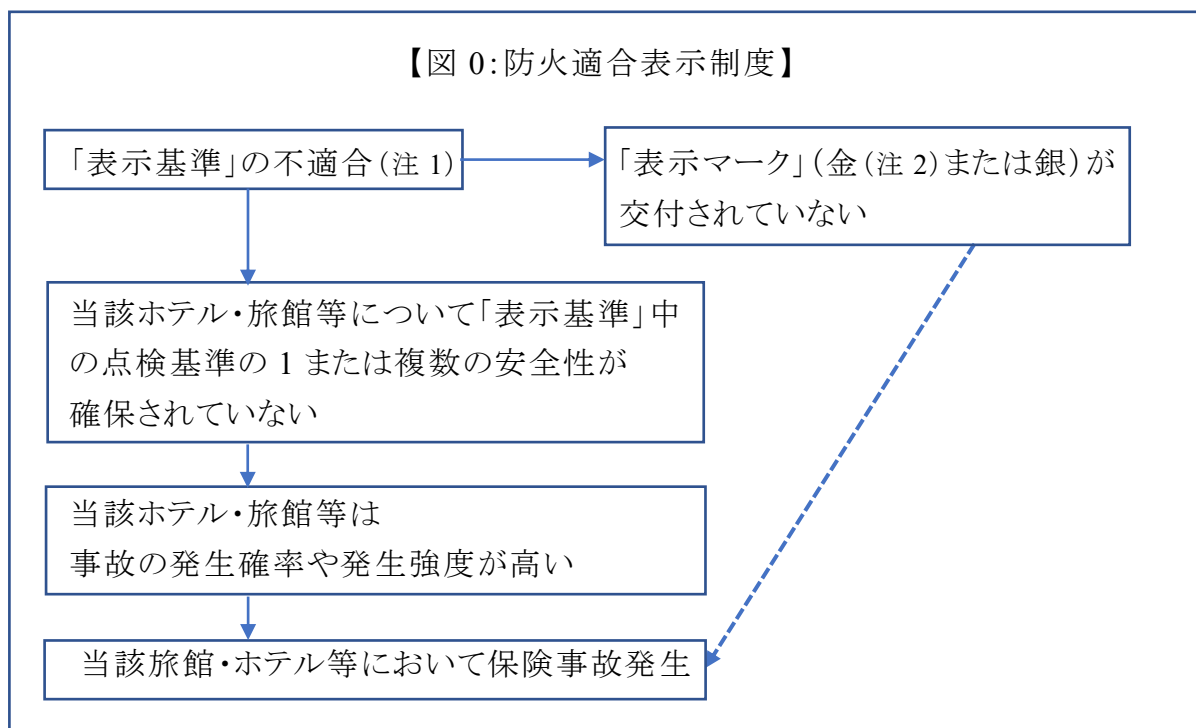 【図 0:防火適合表示制度】
「表示基準」の不適合(注 1)
「表示マーク」(金(注 2)または銀)が
交付されていない
当該ホテル・旅館等について「表示基準」中
の点検基準の 1 または複数の安全性が
確保されていない
当該ホテル・旅館等は
事故の発生確率や発生強度が高い
当該旅館・ホテル等において保険事故発生